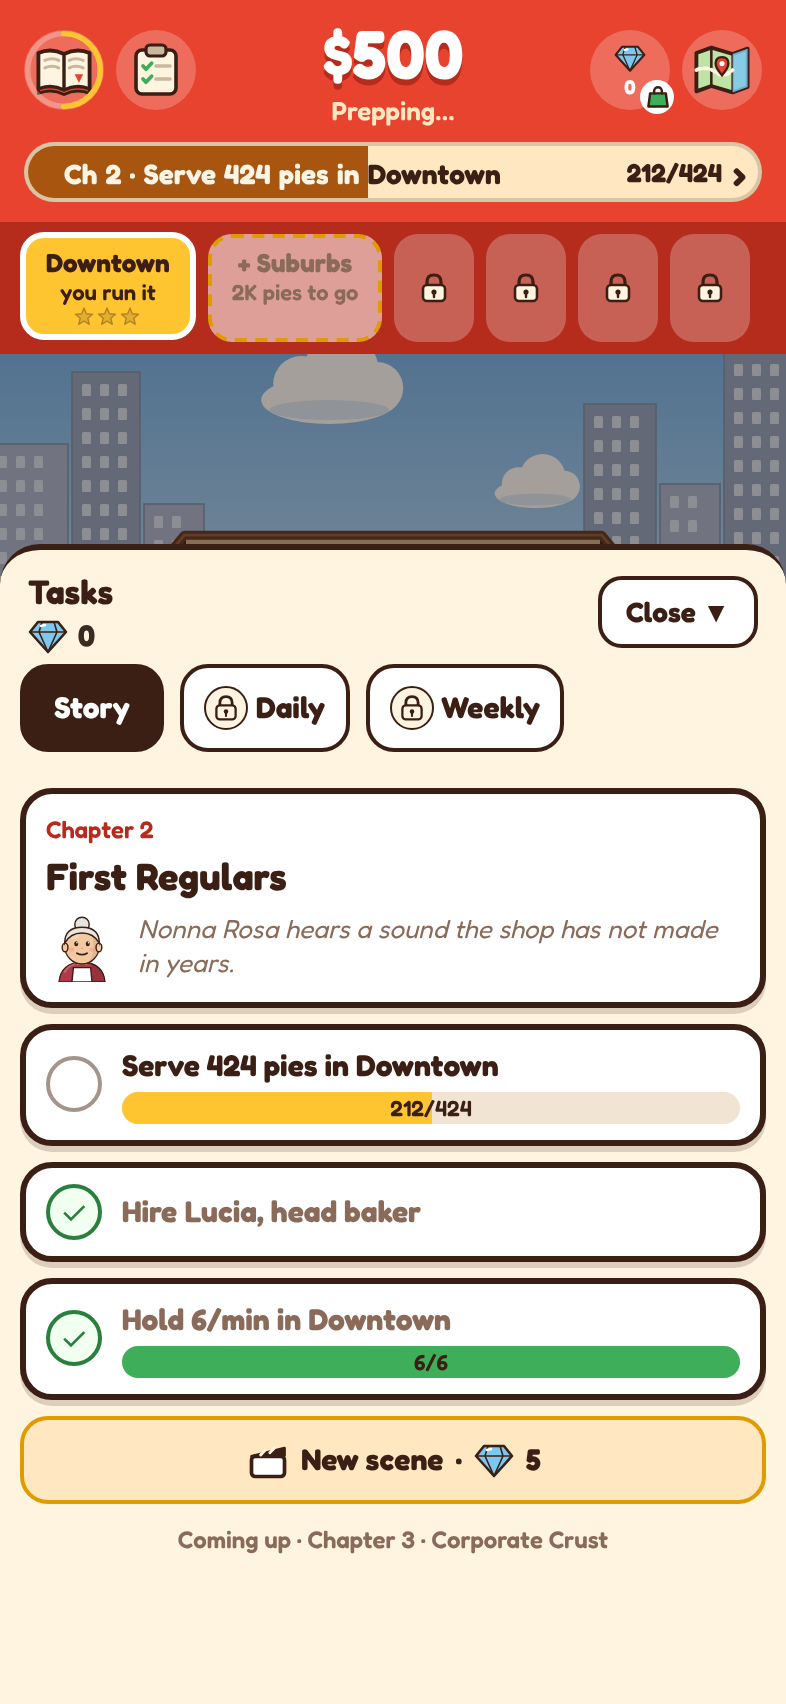 $500
Prepping...
0
Ch 2 · Serve 424 pies in Downtown
212/424
Downtown
you run it
+ Suburbs
2K pies to go
Tasks
0
Close ▼
Story
Daily
Weekly
Chapter 2
First Regulars
Nonna Rosa hears a sound the shop has not made
in years.
Serve 424 pies in Downtown
212/424
Hire Lucia, head baker
Hold 6/min in Downtown
6/6
New scene · 5
Coming up · Chapter 3 · Corporate Crust